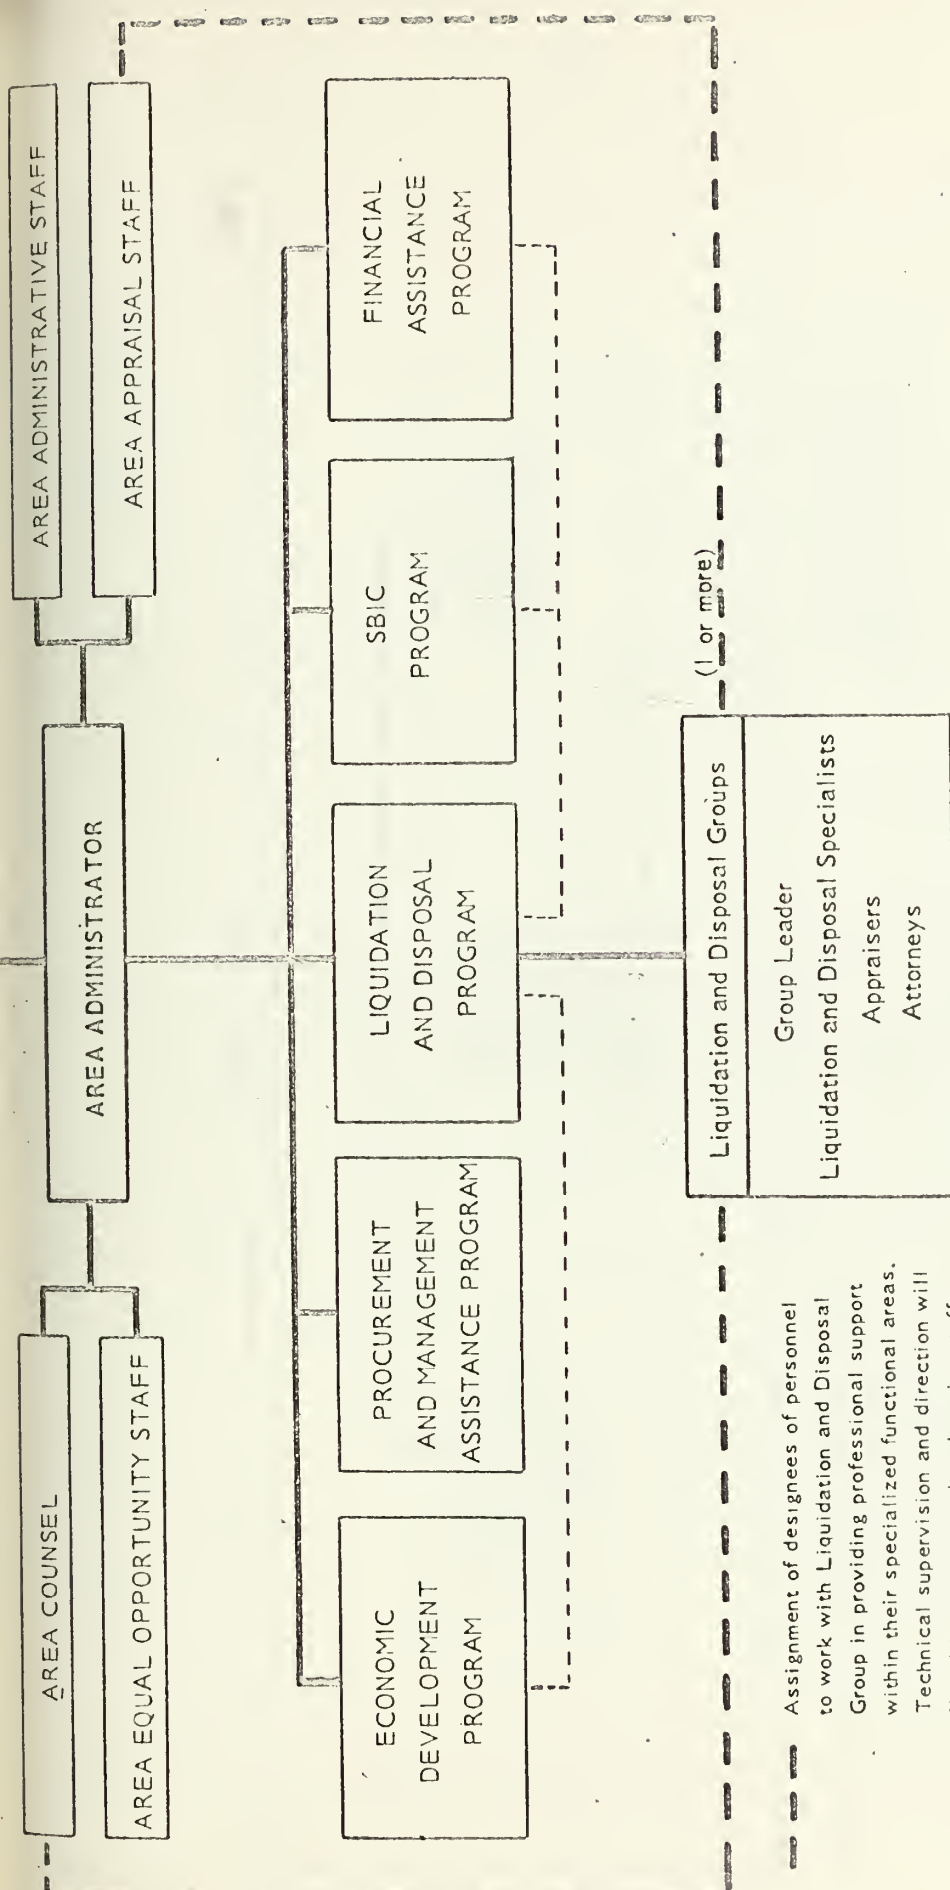 AREA COUNSEL
AREA EQUAL OPPORTUNITY STAFF
AREA ADMINISTRATOR
AREA ADMINISTRATIVE STAFF
AREA APPRAISAL STAFF
ECONOMIC
DEVELOPMENT
PROGRAM
PROCUREMENT
AND MANAGEMENT
ASSISTANCE PROGRAM
LIQUIDATION
AND DISPOSAL
PROGRAM
SBIC
PROGRAM
FINANCIAL
ASSISTANCE
PROGRAM
(1 or more)
Liquidation and Disposal Groups
Group Leader
Liquidation and Disposal Specialists
Appraisers
Attorneys
Assignment of designees of personnel
to work with Liquidation and Disposal
Group in providing professional support
within their specialized functional areas.
Technical supervision and direction will